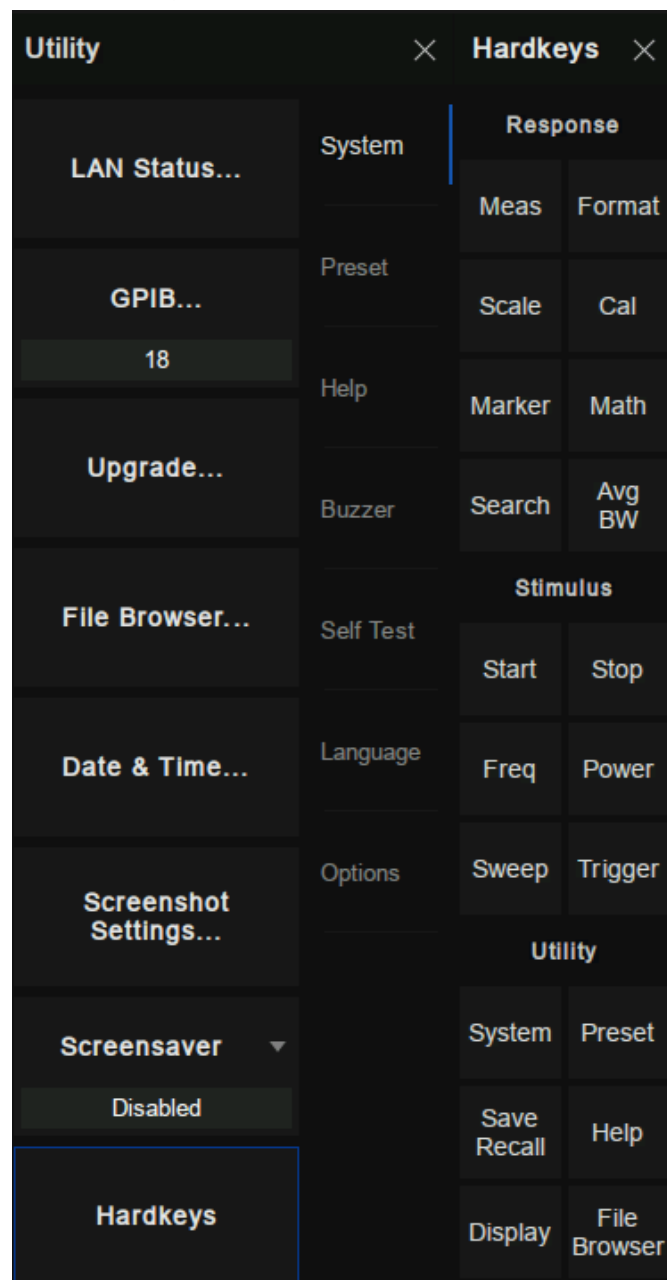 Utility
LAN Status...
GPIB...
18
Upgrade...
File Browser...
Date & Time...
Screenshot
Settings...
Screensaver
Disabled
Hardkeys
System
Preset
Help
Buzzer
Self Test
Language
Options
Hardkeys
Response
Meas Format
Scale Cal
Marker Math
Search Avg
BW
Stimulus
Start Stop
Freq Power
Sweep Trigger
Utility
System Preset
Save
Recall
Help
Display
File
Browser